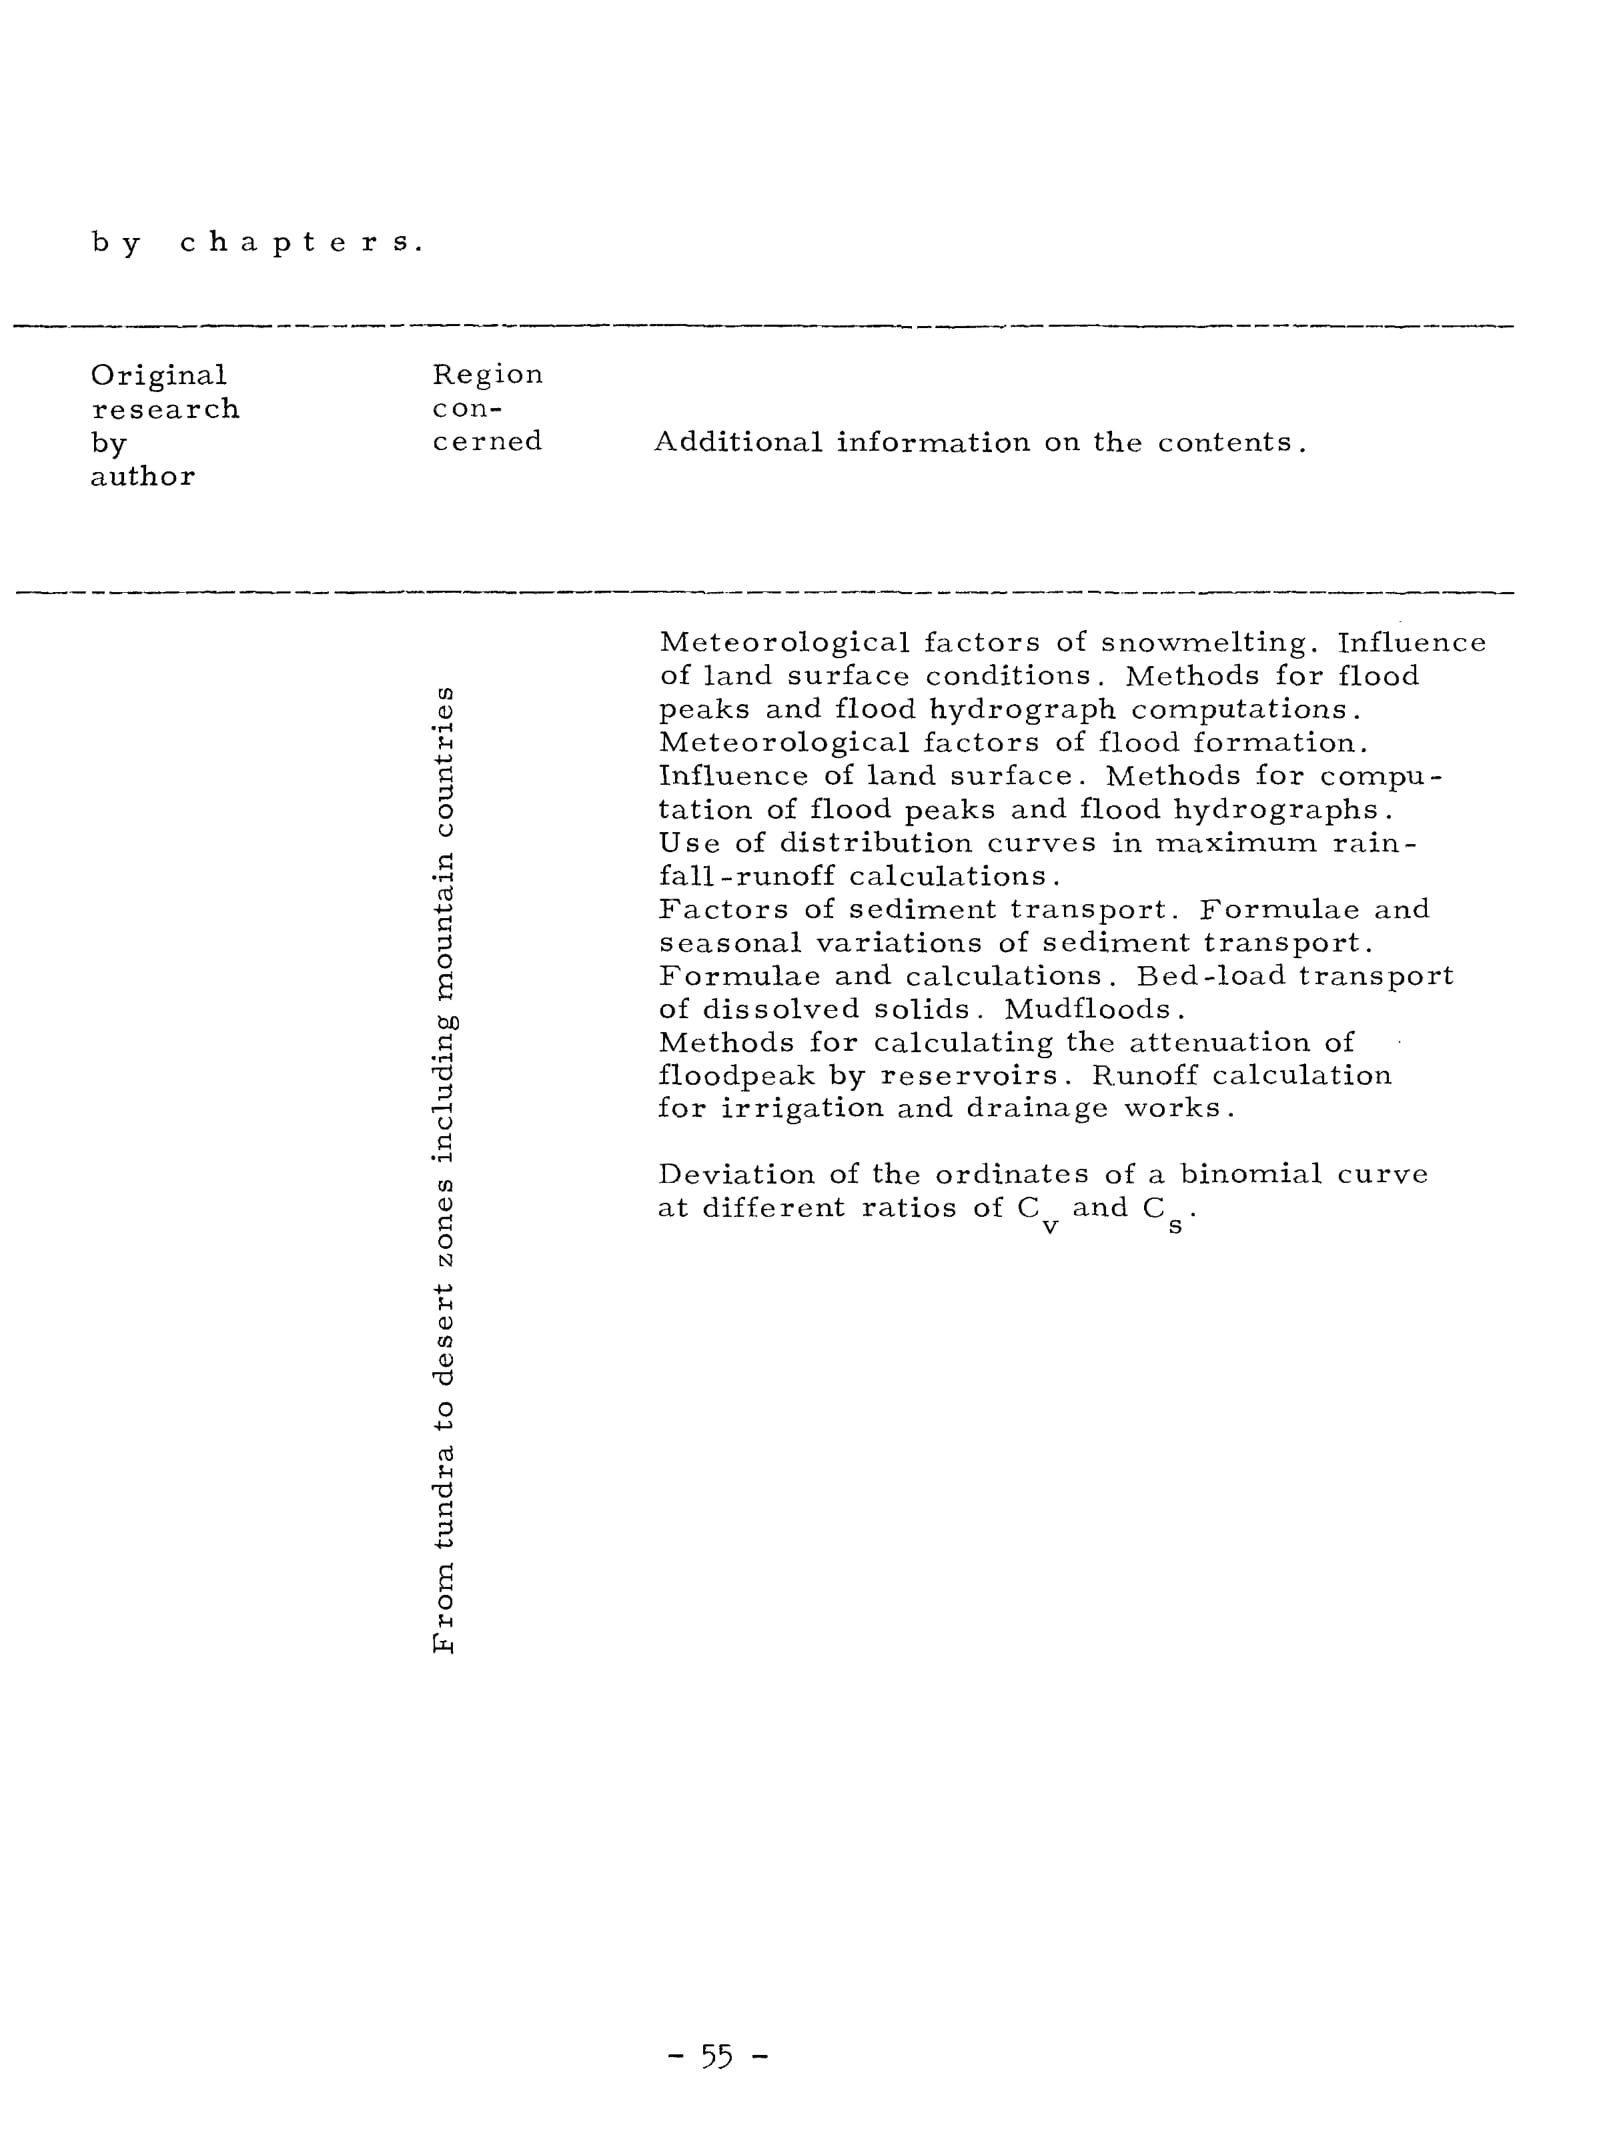 by chapters.
Original
research
by
author
Region
con-
cerned
Additional information on the contents.
From tundra to desert zones including mountain countries
Meteorological factors of snowmelting. Influence
of land surface conditions. Methods for flood
peaks and flood hydrograph computations.
Meteorological factors of flood formation.
Influence of land surface. Methods for compu-
tation of flood peaks and flood hydrographs.
Use of distribution curves in maximum rain-
fall-runoff calculations.
Factors of sediment transport. Formulae and
seasonal variations of sediment transport.
Formulae and calculations. Bed-load transport
of dissolved solids. Mudfloods.
Methods for calculating the attenuation of
floodpeak by reservoirs. Runoff calculation
for irrigation and drainage works.
Deviation of the ordinates of a binomial curve
at different ratios of C_v and C_s.
- 55 -